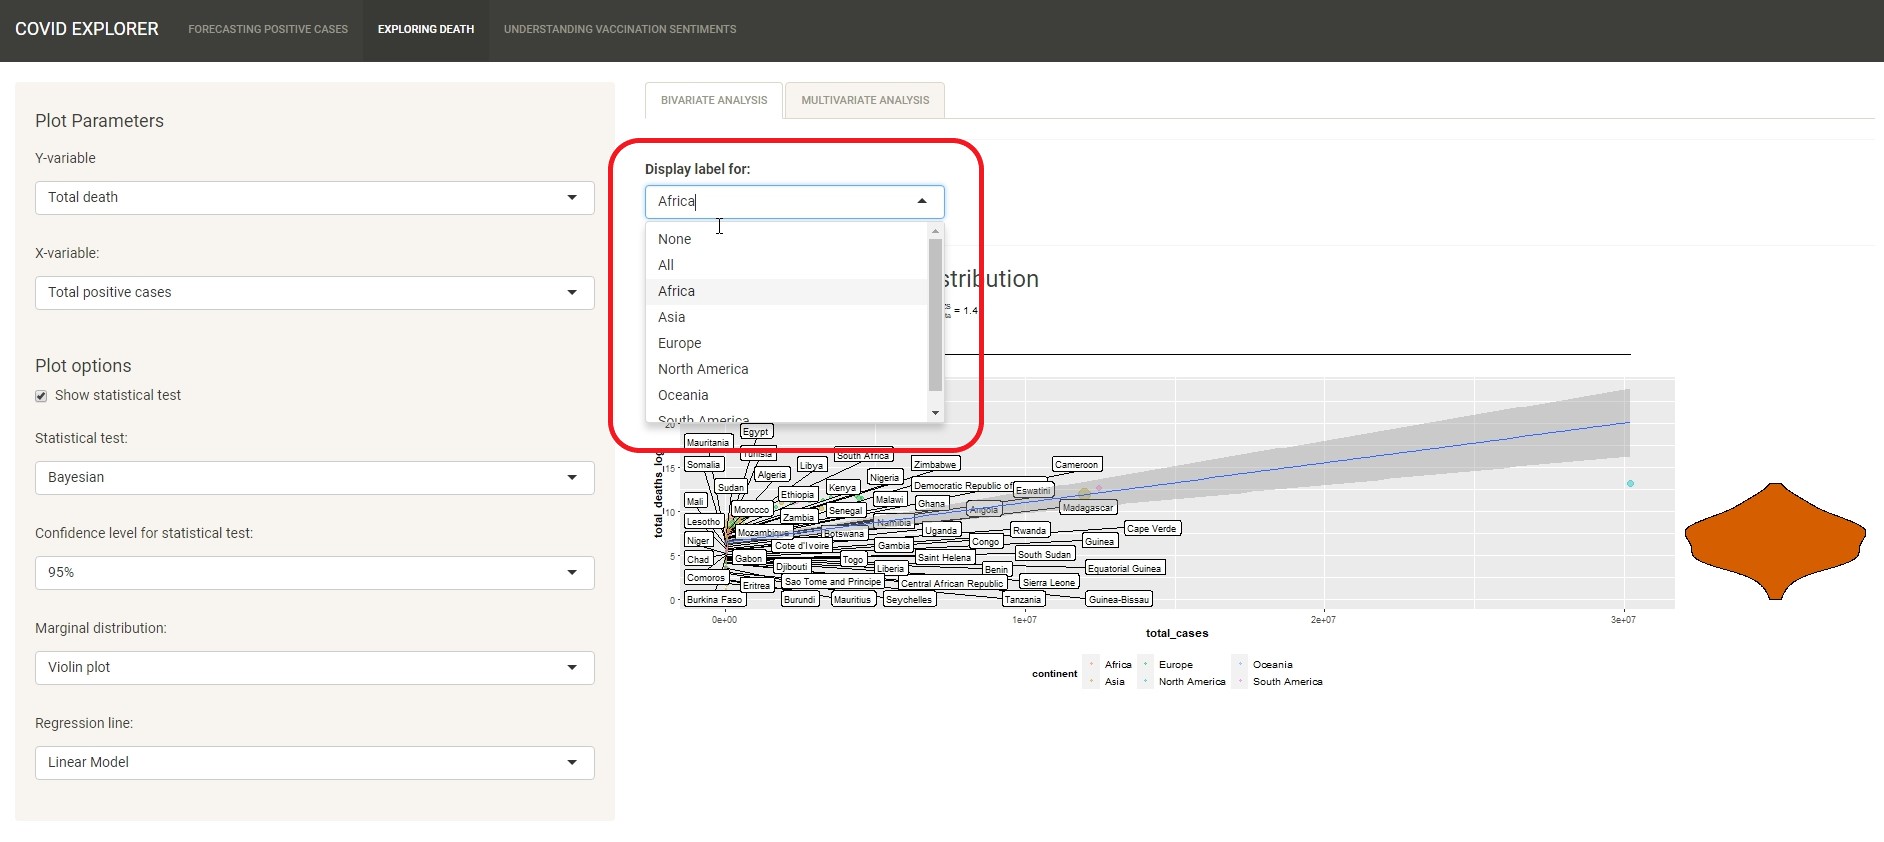 COVID EXPLORER FORECASTING POSITIVE CASES EXPLORING DEATH UNDERSTANDING VACCINATION SENTIMENTS
Plot Parameters
Y-variable
Total death
X-variable:
Total positive cases
Plot options
Show statistical test
Statistical test:
Bayesian
Confidence level for statistical test:
95%
Marginal distribution:
Violin plot
Regression line:
Linear Model
BIVARIATE ANALYSIS MULTIVARIATE ANALYSIS
Display label for:
Africa
None
All
Africa
Asia
Europe
North America
Oceania
South America
stribution
= 1.4
total_deaths_log
20
15
10
5
0
Egypt
Mauritania
Tunisia
South Africa
Somalia
Libya
Zimbabwe
Cameroon
Algeria
Nigeria
Sudan
Kenya
Democratic Republic of
Eswatini
Ethiopia
Mali
Malawi
Ghana
Morocco
Senegal
Angola
Madagascar
Zambia
Lesotho
Namibia
Mozambique
Botswana
Uganda
Rwanda
Cape Verde
Niger
Cote d'Ivoire
Gambia
Congo
Guinea
Chad
Gabon
Togo
Saint Helena
South Sudan
Djibouti
Liberia
Benin
Equatorial Guinea
Comoros
Eritrea
Sao Tome and Principe
Central African Republic
Sierra Leone
Burkina Faso
Burundi
Mauritius
Seychelles
Tanzania
Guinea-Bissau
0e+00 1e+07 2e+07 3e+07
total_cases
continent
Africa Europe Oceania
Asia North America South America